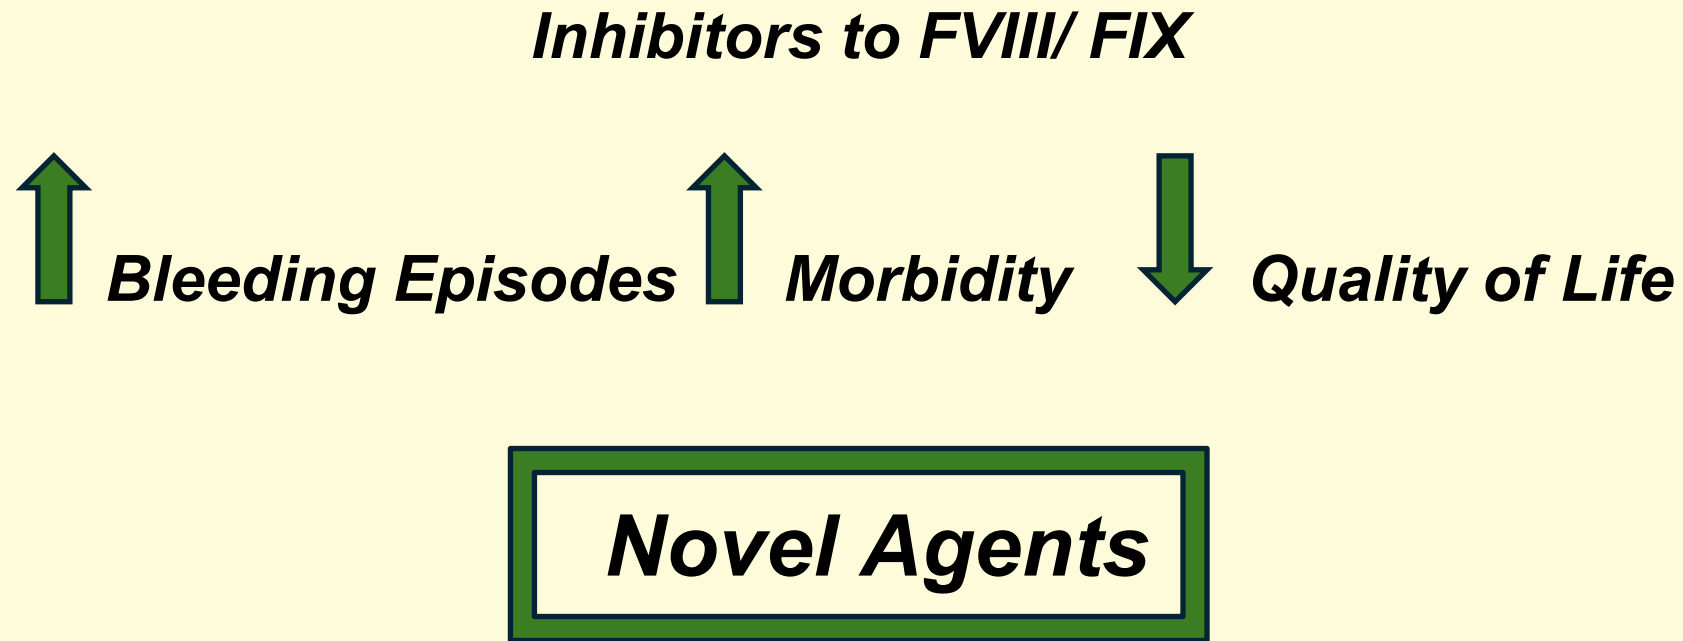 Inhibitors to FVIII/ FIX
Bleeding Episodes Morbidity Quality of Life
Novel Agents